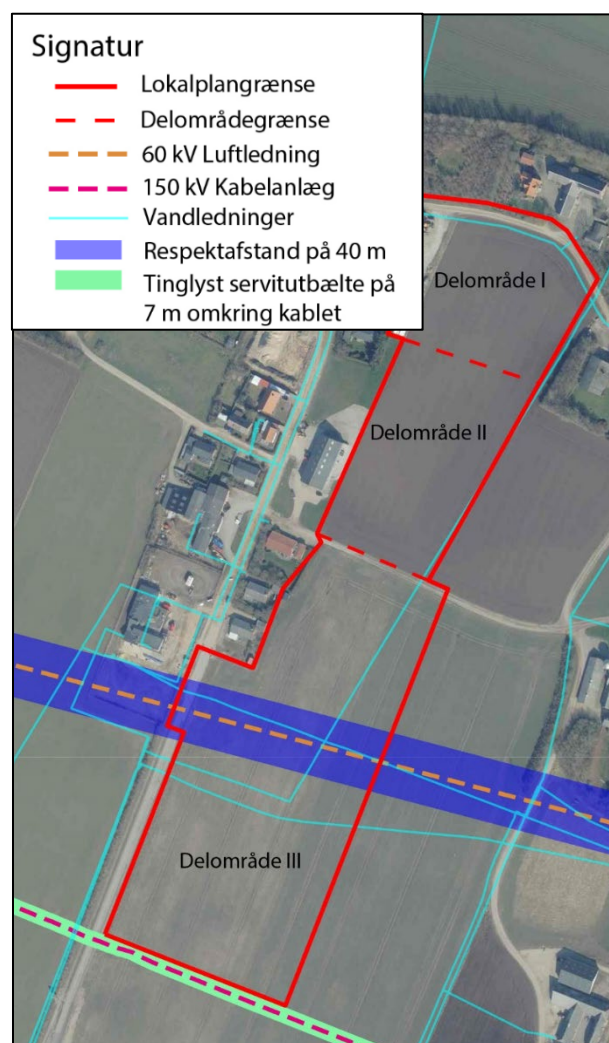 Signatur
Lokalplangrænse
Delområdegrænse
60 kV Luftledning
150 kV Kabelanlæg
Vandledninger
Respektafstand på 40 m
Tinglyst servitutbælte på
7 m omkring kablet
Delområde I
Delområde II
Delområde III